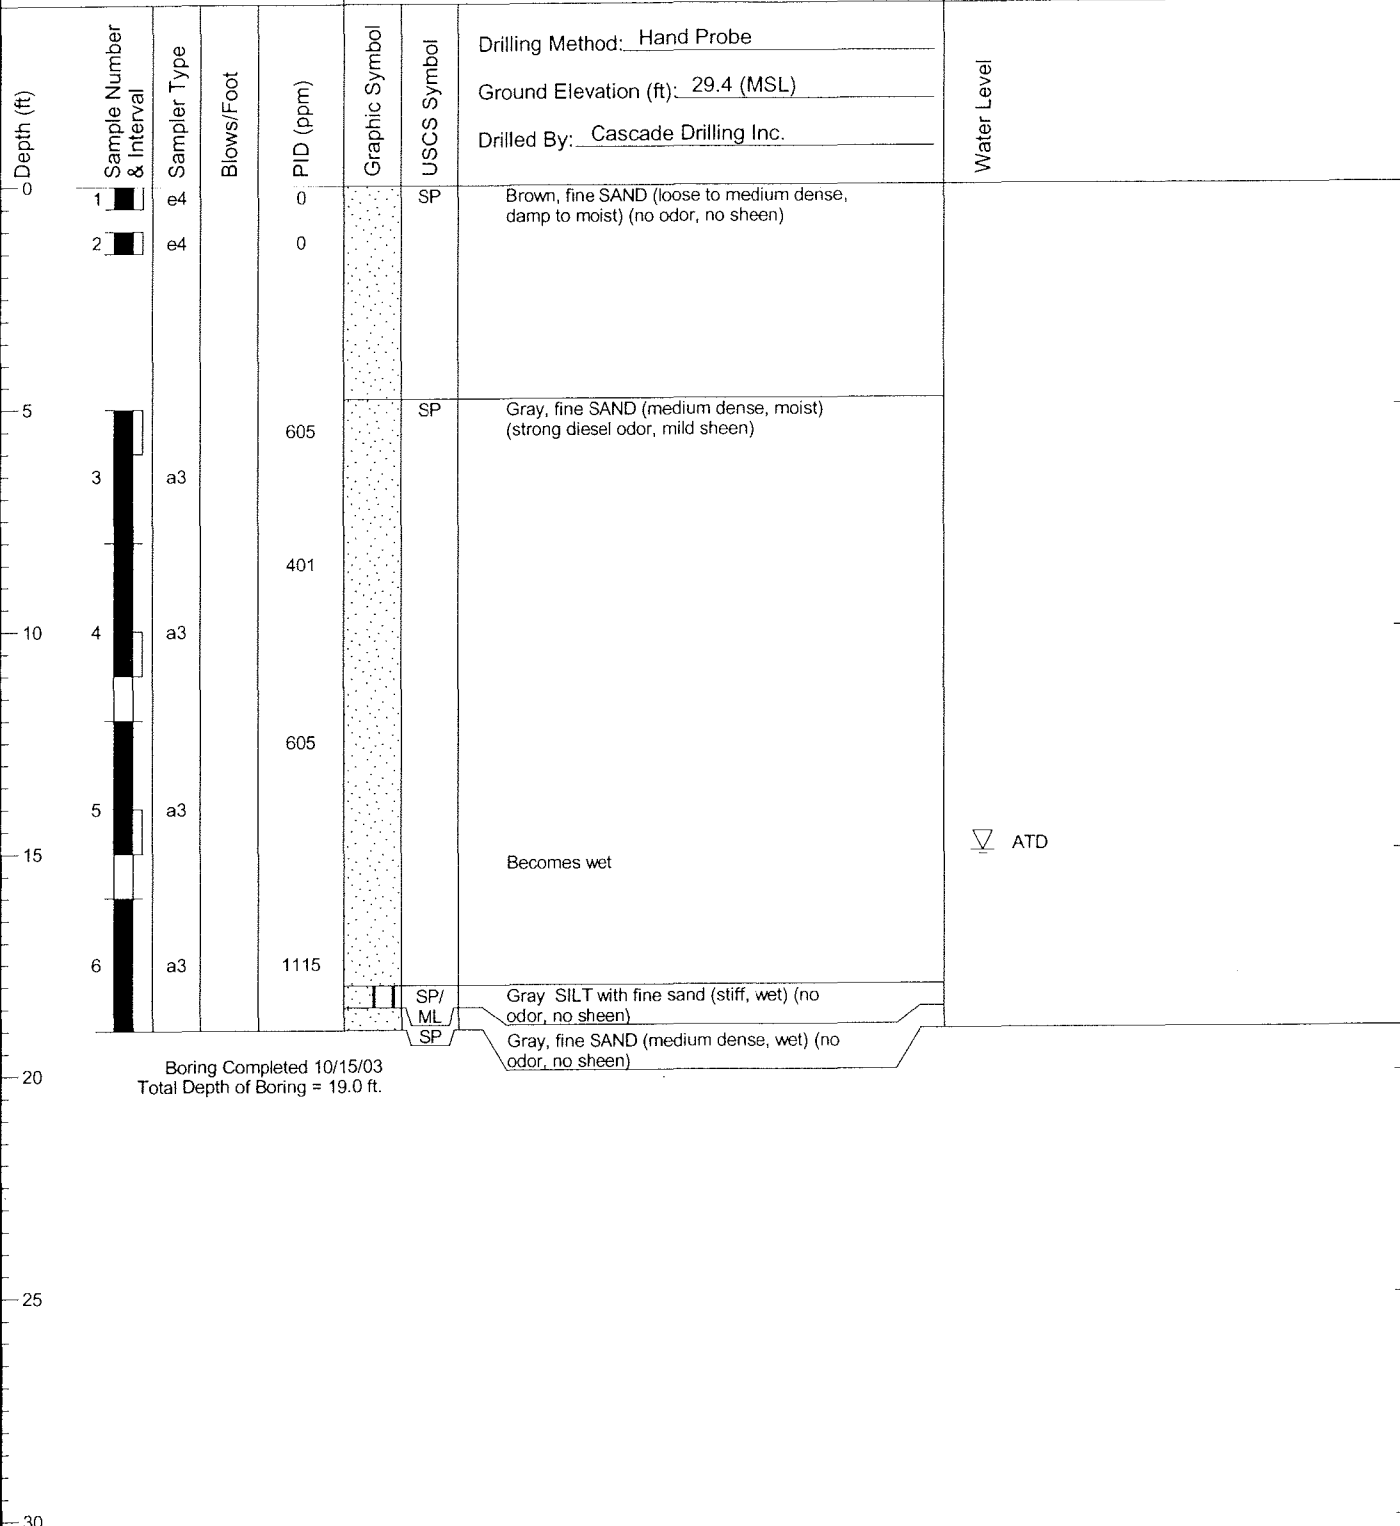 Depth (ft)
Sample Number
& Interval
Sampler Type
Blows/Foot
PID (ppm)
Graphic Symbol
USCS Symbol
Drilling Method: Hand Probe
Ground Elevation (ft): 29.4 (MSL)
Drilled By: Cascade Drilling Inc.
Water Level
0
1 e4 0 SP Brown, fine SAND (loose to medium dense,
damp to moist) (no odor, no sheen)
2 e4 0
5 SP Gray, fine SAND (medium dense, moist)
605 (strong diesel odor, mild sheen)
3 a3
401
10 4 a3
605
5 a3
ATD
15 Becomes wet
6 a3 1115
SP/ Gray SILT with fine sand (stiff, wet) (no
ML odor, no sheen)
SP Gray, fine SAND (medium dense, wet) (no
odor, no sheen)
Boring Completed 10/15/03
20
Total Depth of Boring = 19.0 ft.
25
30